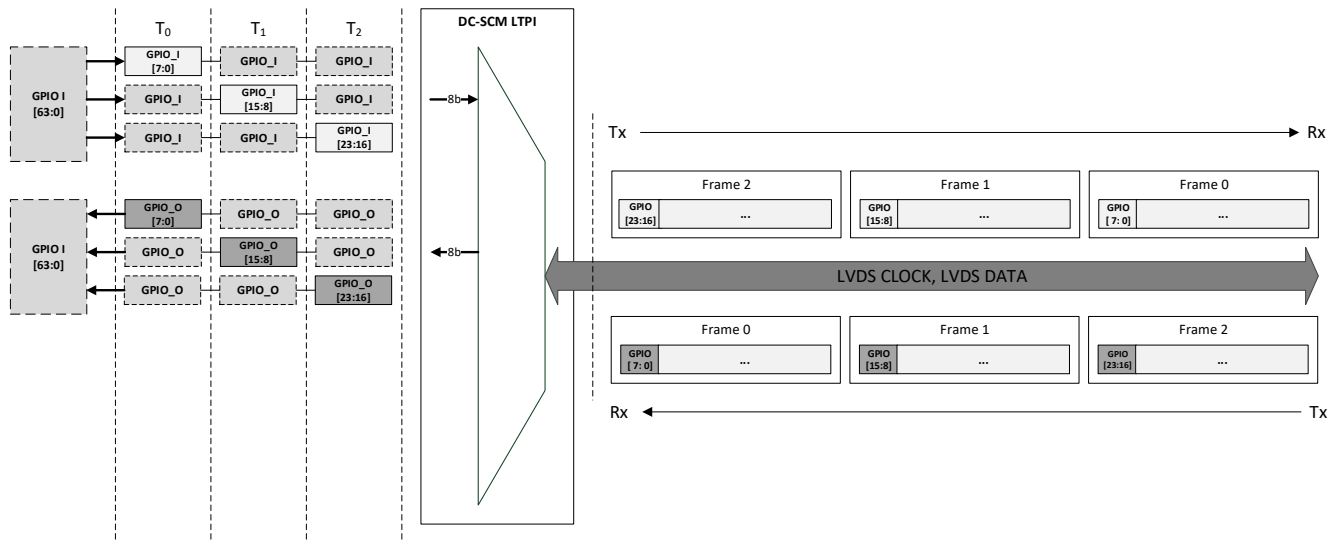 T0 T1 T2
DC-SCM LTPI
GPIO I
[63:0]
GPIO_I
[7:0]
GPIO_I
GPIO_I
GPIO_I
GPIO_I
[15:8]
GPIO_I
GPIO_I
GPIO_I
GPIO_I
[23:16]
GPIO I
[63:0]
GPIO_O
[7:0]
GPIO_O
GPIO_O
GPIO_O
GPIO_O
[15:8]
GPIO_O
GPIO_O
GPIO_O
GPIO_O
[23:16]
8b
8b
Tx Rx
Frame 2
GPIO
[23:16]
...
Frame 1
GPIO
[15:8]
...
Frame 0
GPIO
[ 7: 0]
...
LVDS CLOCK, LVDS DATA
Frame 0
GPIO
[ 7: 0]
...
Frame 1
GPIO
[15:8]
...
Frame 2
GPIO
[23:16]
...
Rx Tx